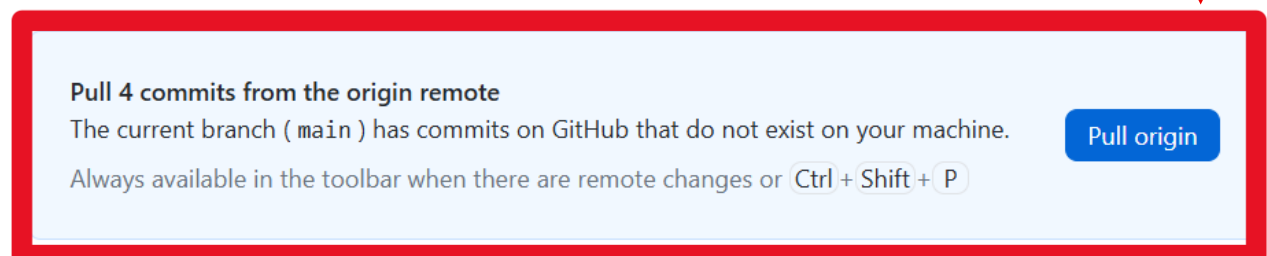 Pull 4 commits from the origin remote
The current branch ( main ) has commits on GitHub that do not exist on your machine.
Pull origin
Always available in the toolbar when there are remote changes or Ctrl + Shift + P